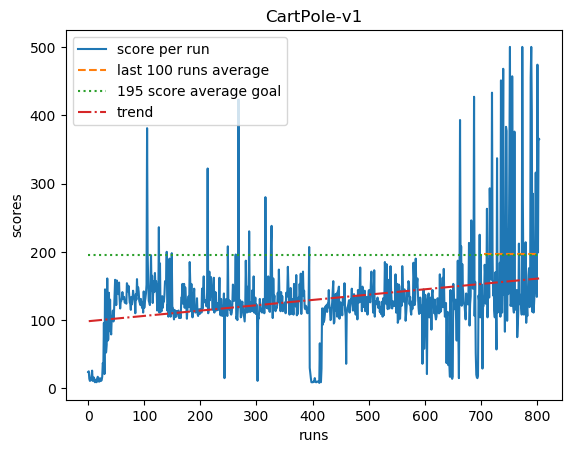 CartPole-v1
score per run
last 100 runs average
195 score average goal
trend
scores
500
400
300
200
100
0
0 100 200 300 400 500 600 700 800
runs